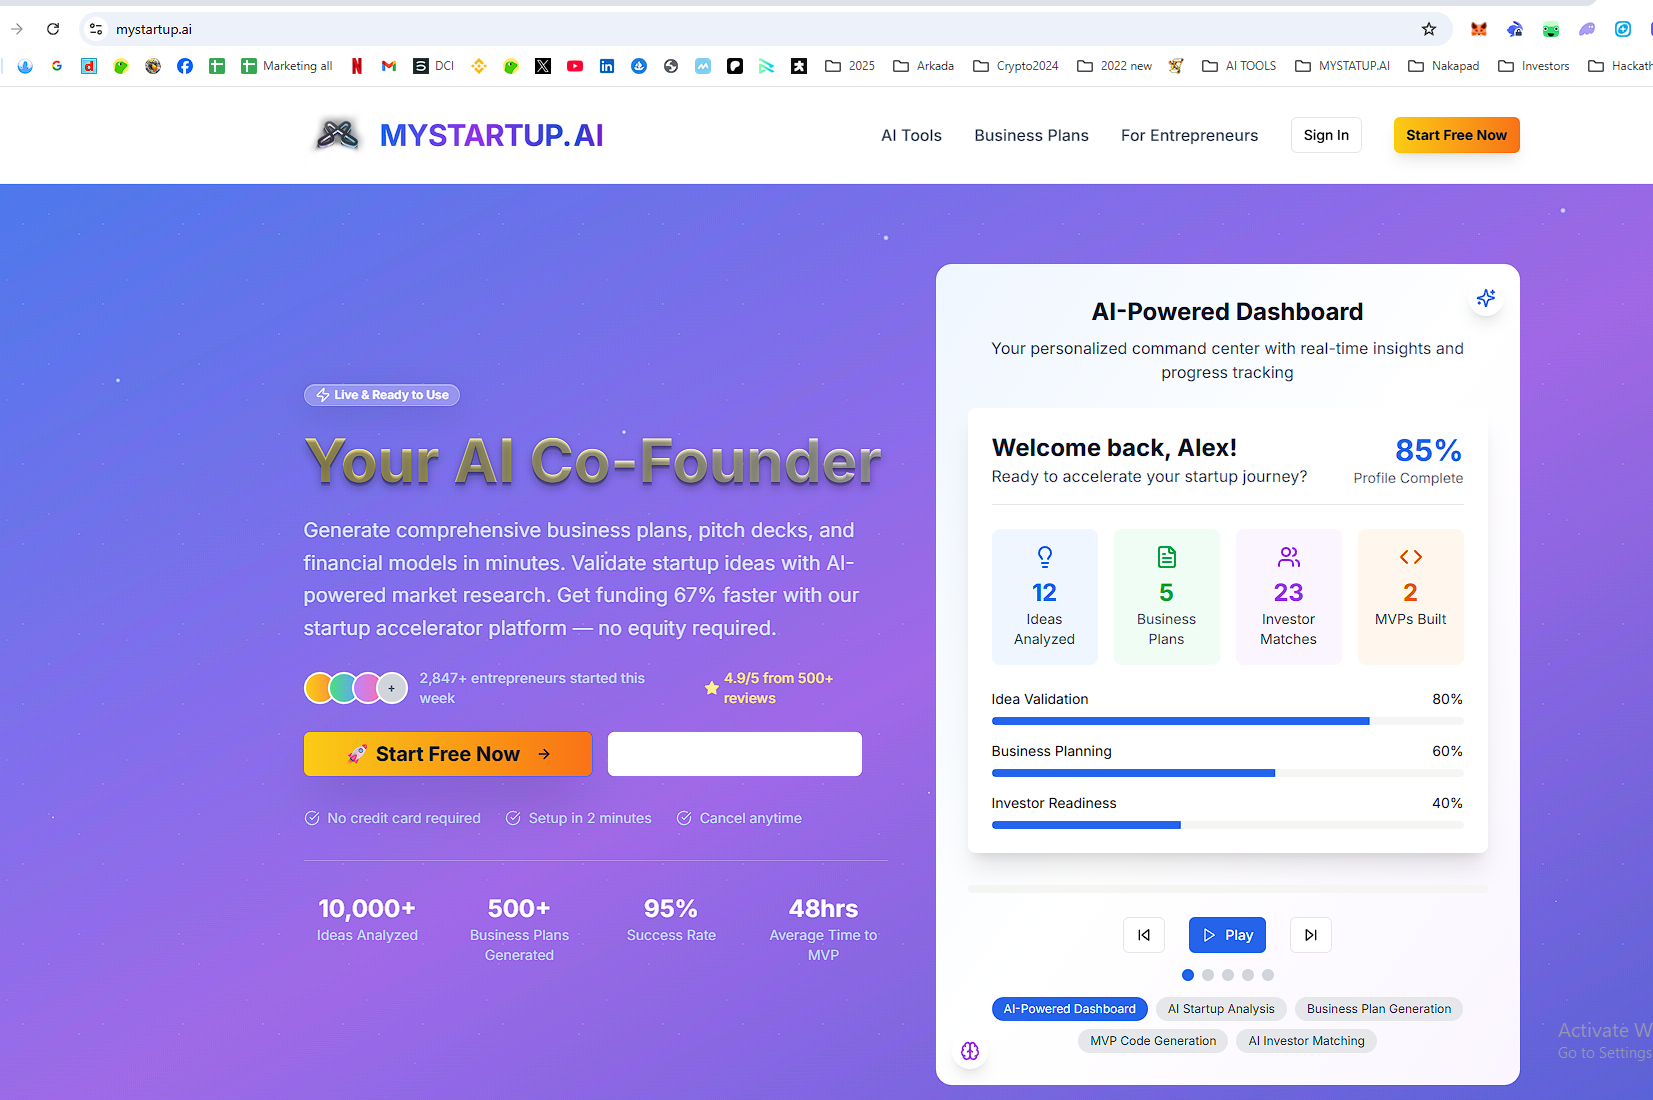 mystartup.ai
Marketing all
DCI
2025
Arkada
Crypto2024
2022 new
AI TOOLS
MYSTATUP.AI
Nakapad
Investors
Hackath
MYSTARTUP.AI
AI Tools
Business Plans
For Entrepreneurs
Sign In
Start Free Now
Live & Ready to Use
Your AI Co-Founder
Generate comprehensive business plans, pitch decks, and
financial models in minutes. Validate startup ideas with AI-
powered market research. Get funding 67% faster with our
startup accelerator platform — no equity required.
+
2,847+ entrepreneurs started this
week
4.9/5 from 500+
reviews
🚀 Start Free Now →
No credit card required
Setup in 2 minutes
Cancel anytime
10,000+
Ideas Analyzed
500+
Business Plans
Generated
95%
Success Rate
48hrs
Average Time to
MVP
AI-Powered Dashboard
Your personalized command center with real-time insights and
progress tracking
Welcome back, Alex!
Ready to accelerate your startup journey?
85%
Profile Complete
12
Ideas
Analyzed
5
Business
Plans
23
Investor
Matches
2
MVPs Built
Idea Validation
80%
Business Planning
60%
Investor Readiness
40%
Play
AI-Powered Dashboard
AI Startup Analysis
Business Plan Generation
MVP Code Generation
AI Investor Matching
Activate W
Go to Settings